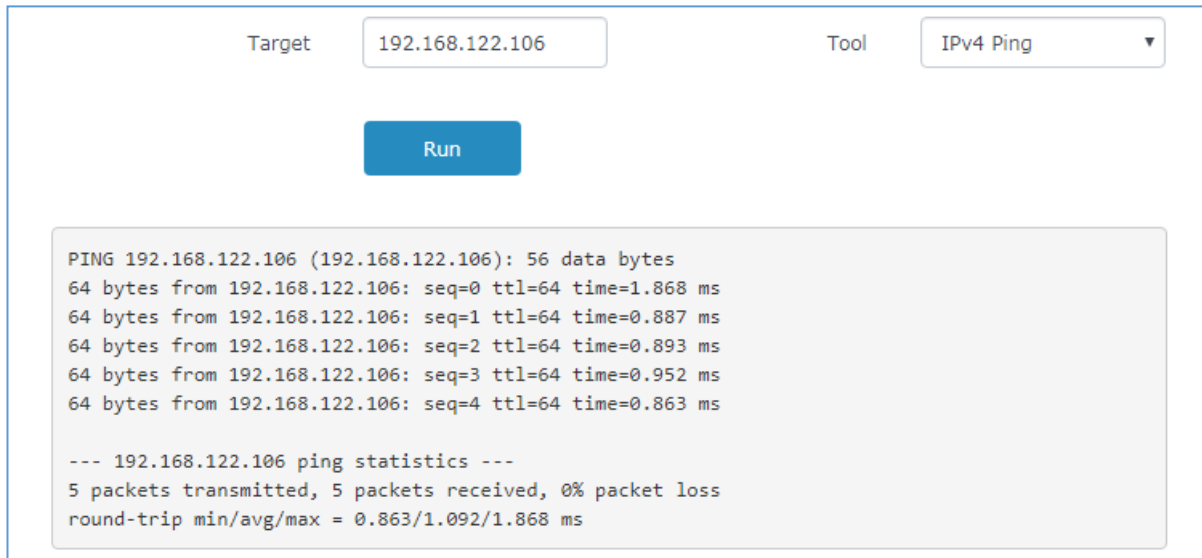 Target 192.168.122.106 Tool IPv4 Ping
Run
PING 192.168.122.106 (192.168.122.106): 56 data bytes
64 bytes from 192.168.122.106: seq=0 ttl=64 time=1.868 ms
64 bytes from 192.168.122.106: seq=1 ttl=64 time=0.887 ms
64 bytes from 192.168.122.106: seq=2 ttl=64 time=0.893 ms
64 bytes from 192.168.122.106: seq=3 ttl=64 time=0.952 ms
64 bytes from 192.168.122.106: seq=4 ttl=64 time=0.863 ms
--- 192.168.122.106 ping statistics ---
5 packets transmitted, 5 packets received, 0% packet loss
round-trip min/avg/max = 0.863/1.092/1.868 ms